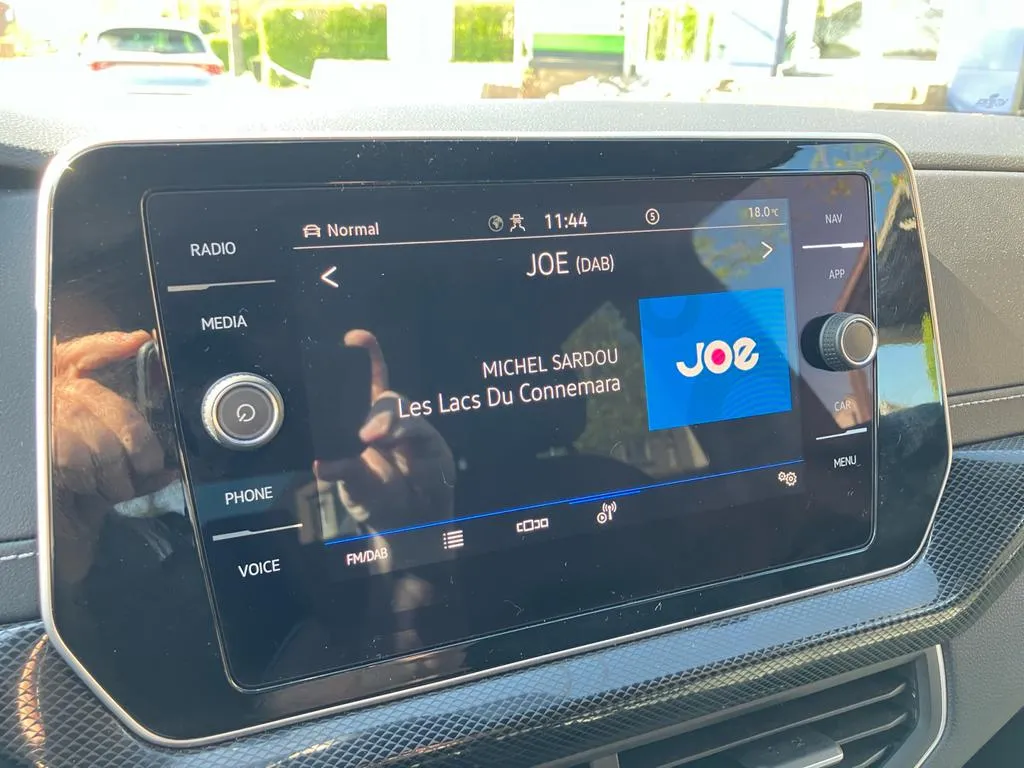 Normal
11:44
5
18.0°C
RADIO
MEDIA
PHONE
VOICE
JOE (DAB)
MICHEL SARDOU
Les Lacs Du Connemara
JOe
FM/DAB
NAV
APP
CAR
MENU